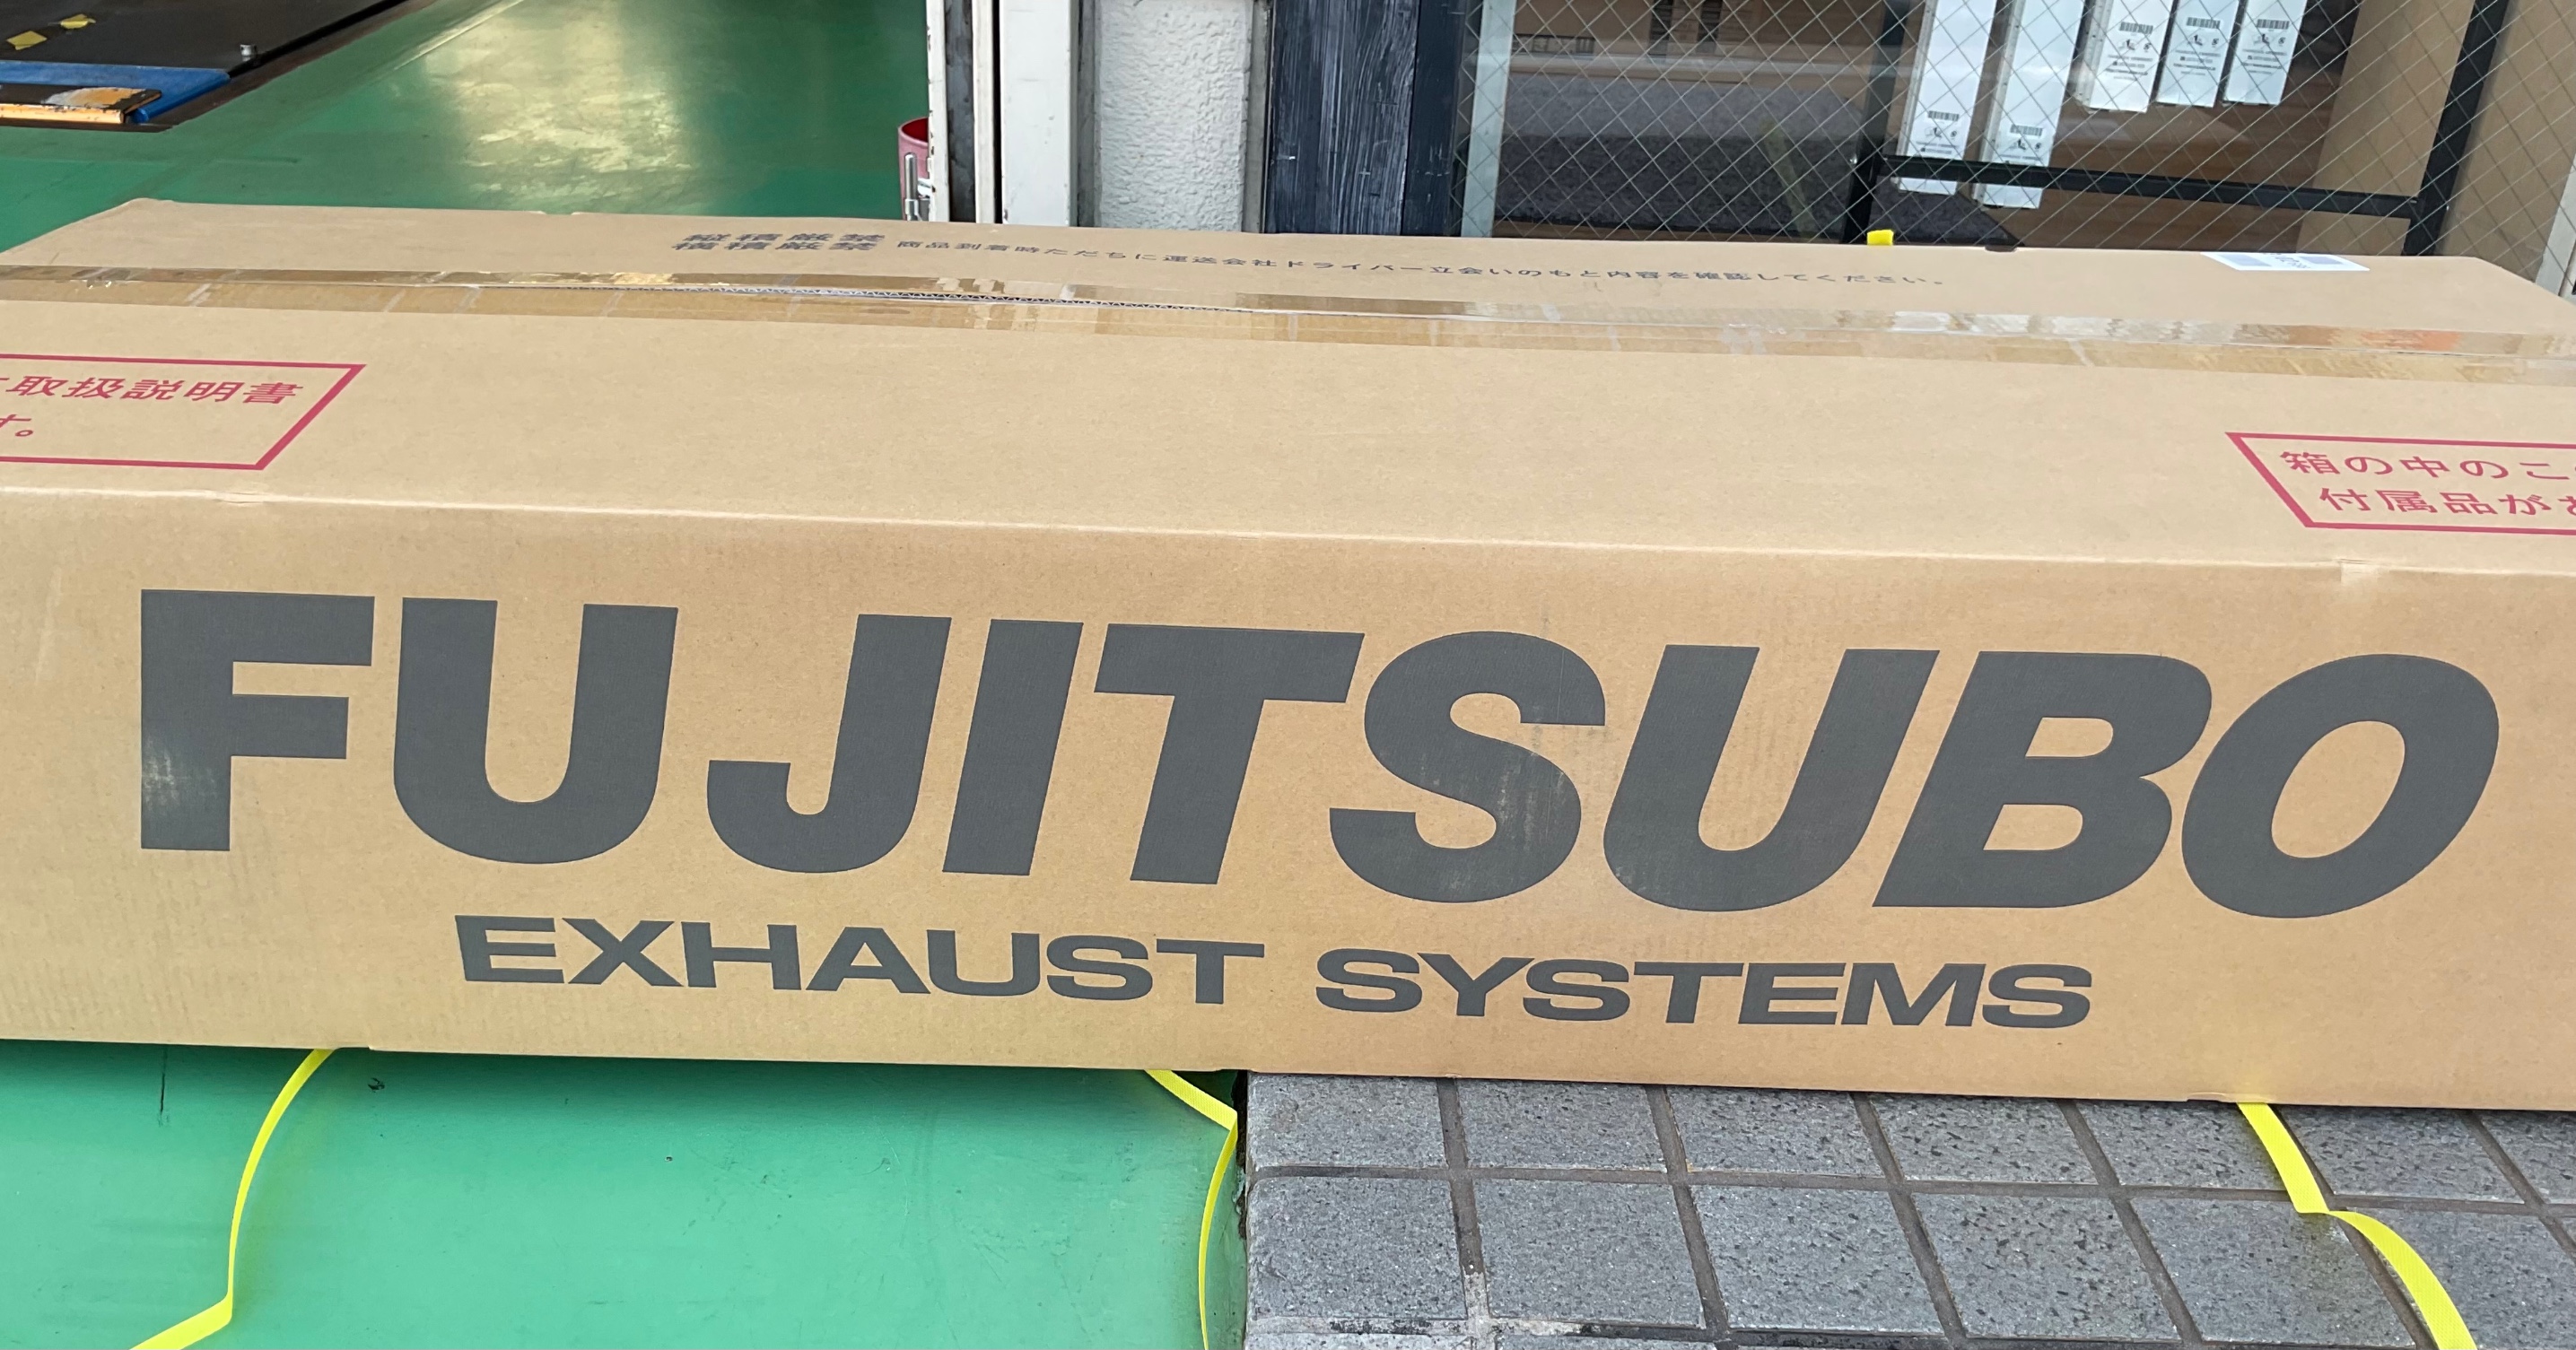 縦積厳禁
横積厳禁 商品到着時ただちに運送会社ドライバー立会いのもと内容を確認してください。
取扱説明書
す。
箱の中のこ
付属品が
FUJITSUBO
EXHAUST SYSTEMS